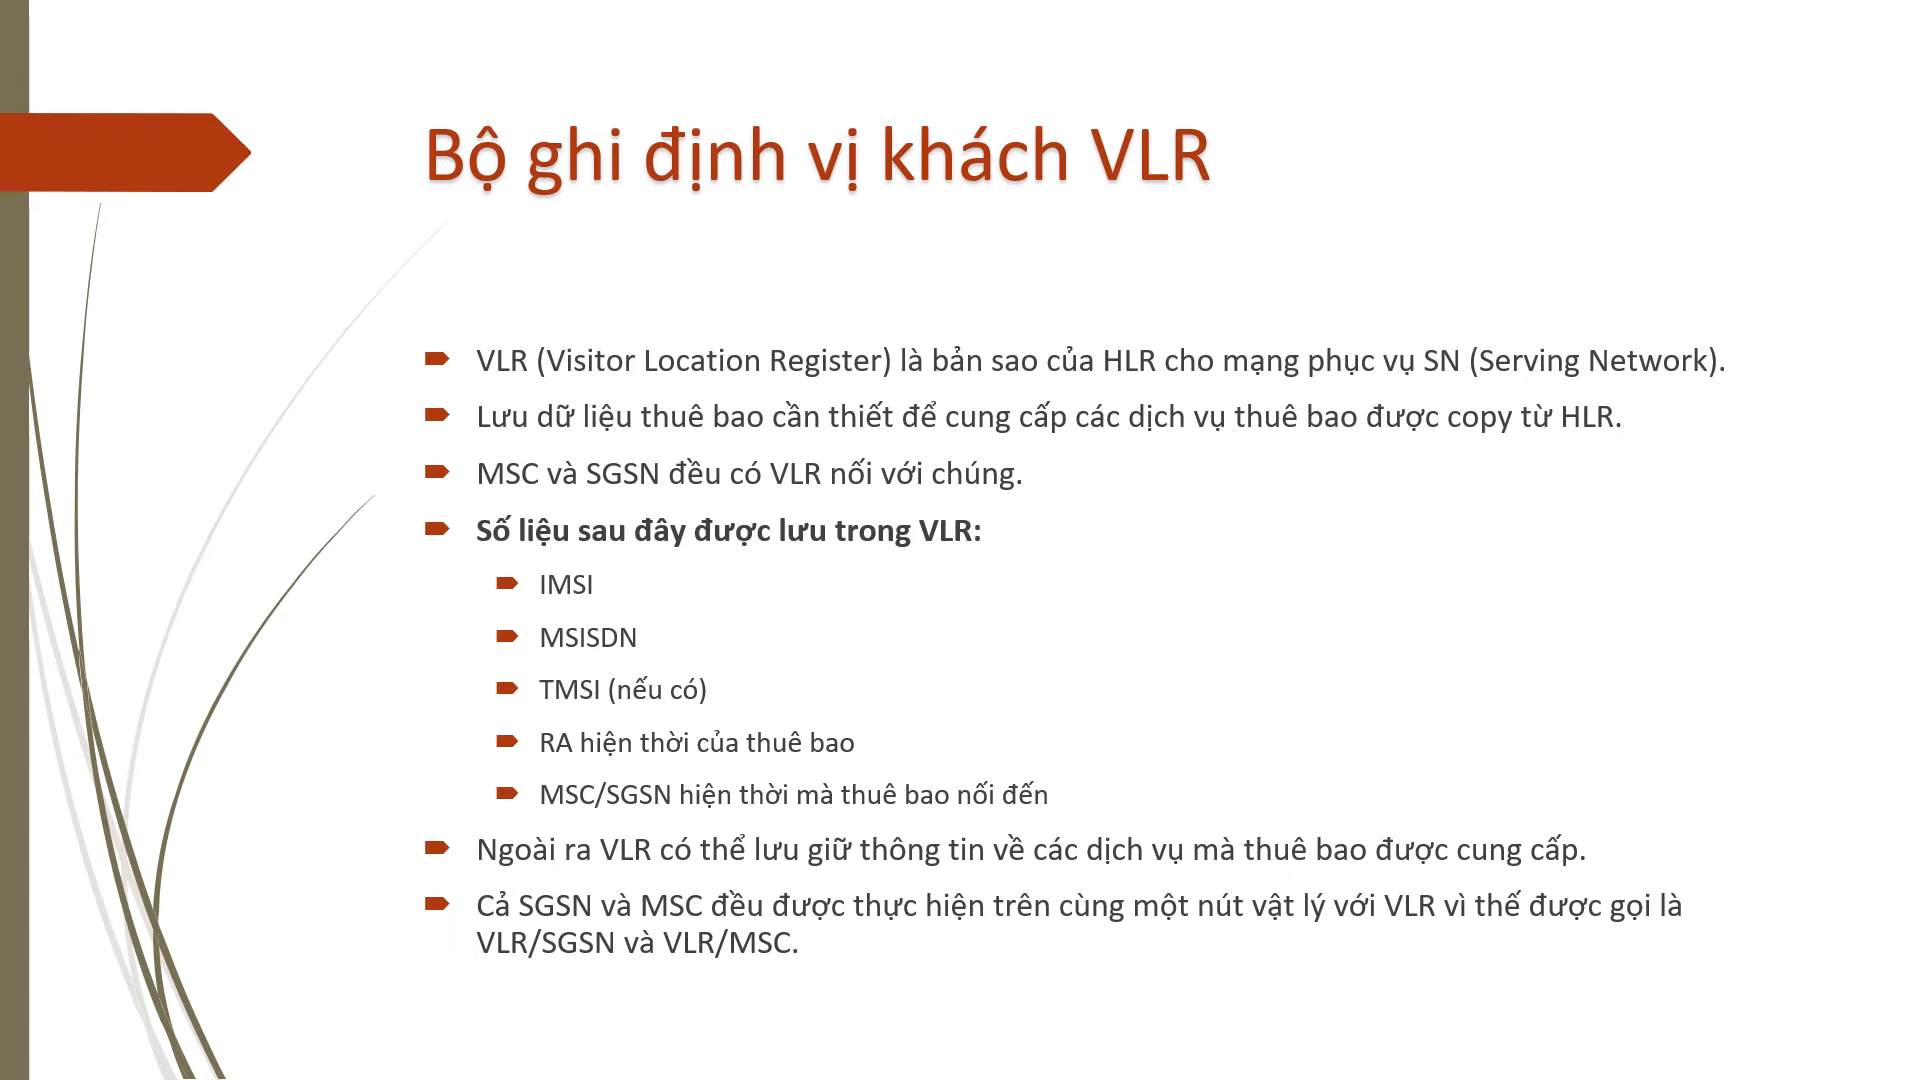 Bộ ghi định vị khách VLR
VLR (Visitor Location Register) là bản sao của HLR cho mạng phục vụ SN (Serving Network).
Lưu dữ liệu thuê bao cần thiết để cung cấp các dịch vụ thuê bao được copy từ HLR.
MSC và SGSN đều có VLR nối với chúng.
Số liệu sau đây được lưu trong VLR:
IMSI
MSISDN
TMSI (nếu có)
RA hiện thời của thuê bao
MSC/SGSN hiện thời mà thuê bao nối đến
Ngoài ra VLR có thể lưu giữ thông tin về các dịch vụ mà thuê bao được cung cấp.
Cả SGSN và MSC đều được thực hiện trên cùng một nút vật lý với VLR vì thế được gọi là
VLR/SGSN và VLR/MSC.